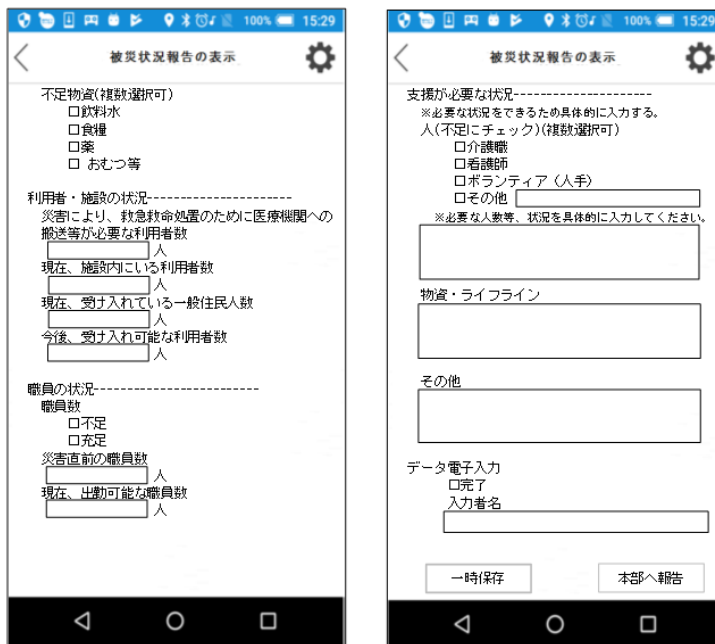 100% 15:29
被災状況報告の表示
不足物資(複数選択可)
□飲料水
□食糧
□薬
□ おむつ等
利用者・施設の状況-----------------------
災害により、救急救命処置のために医療機関への
搬送等が必要な利用者数
人
現在、施設内にいる利用者数
人
現在、受け入れている一般住民人数
人
今後、受け入れ可能な利用者数
人
職員の状況-------------------------
職員数
□不足
□充足
災害直前の職員数
人
現在、出勤可能な職員数
人
100% 15:29
被災状況報告の表示
支援が必要な状況---------------------
※必要な状況をできるため具体的に入力する。
人(不足にチェック)(複数選択可)
□介護職
□看護師
□ボランティア (人手)
□その他
※必要な人数等、状況を具体的に入力してください。
物資・ライフライン
その他
データ電子入力
□完了
入力者名
一時保存
本部へ報告